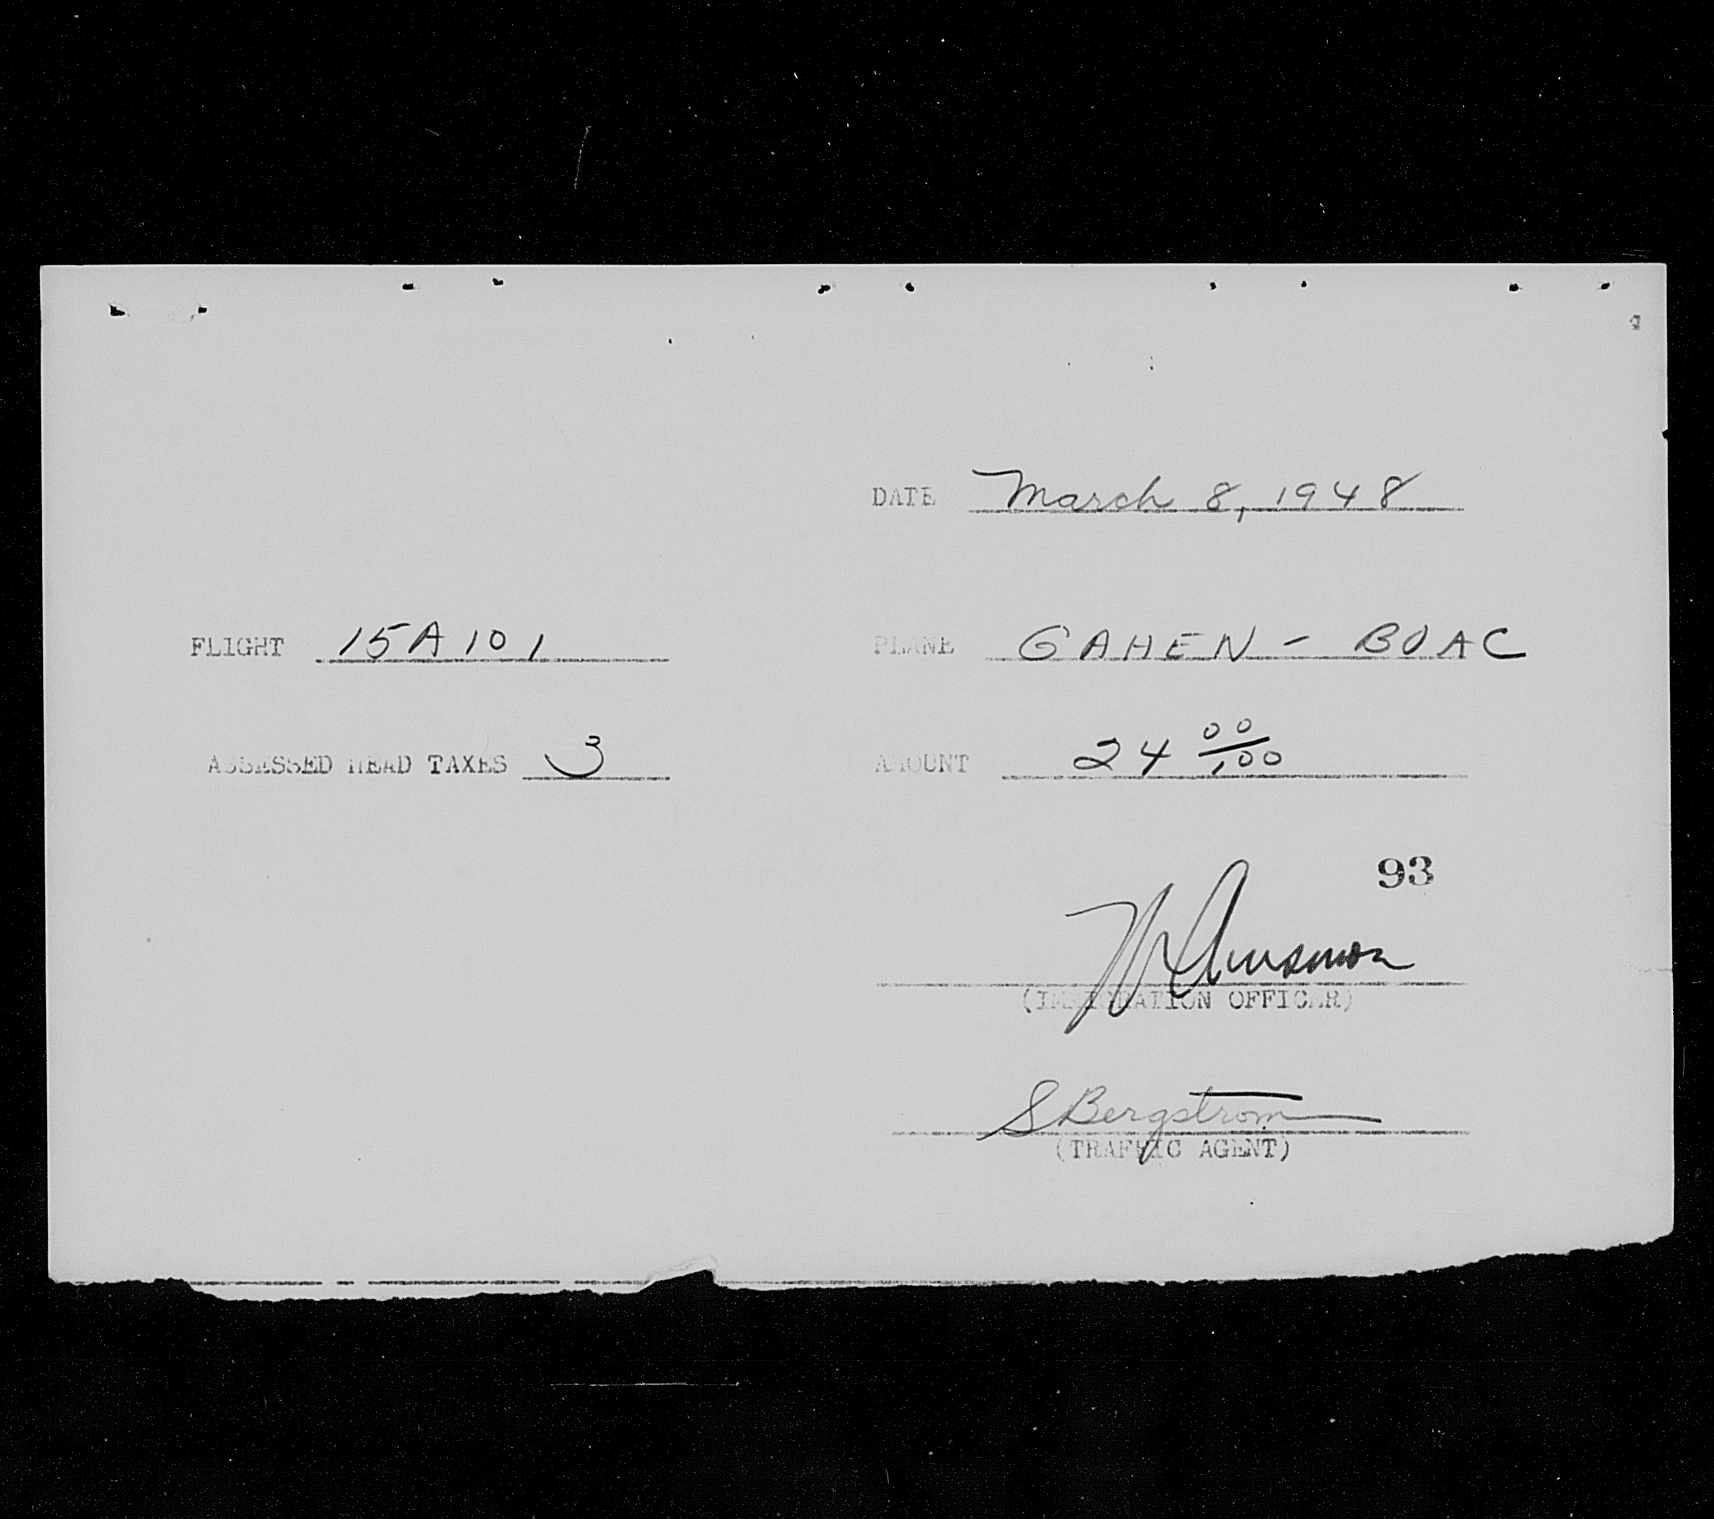 DATE March 8, 1948
FLIGHT 15A101 PLANE GAHEN - BOAC
ASSESSED HEAD TAXES 3 AMOUNT 24 00/100
93
(IMMIGRATION OFFICER)
S Bergstrom
(TRAFFIC AGENT)